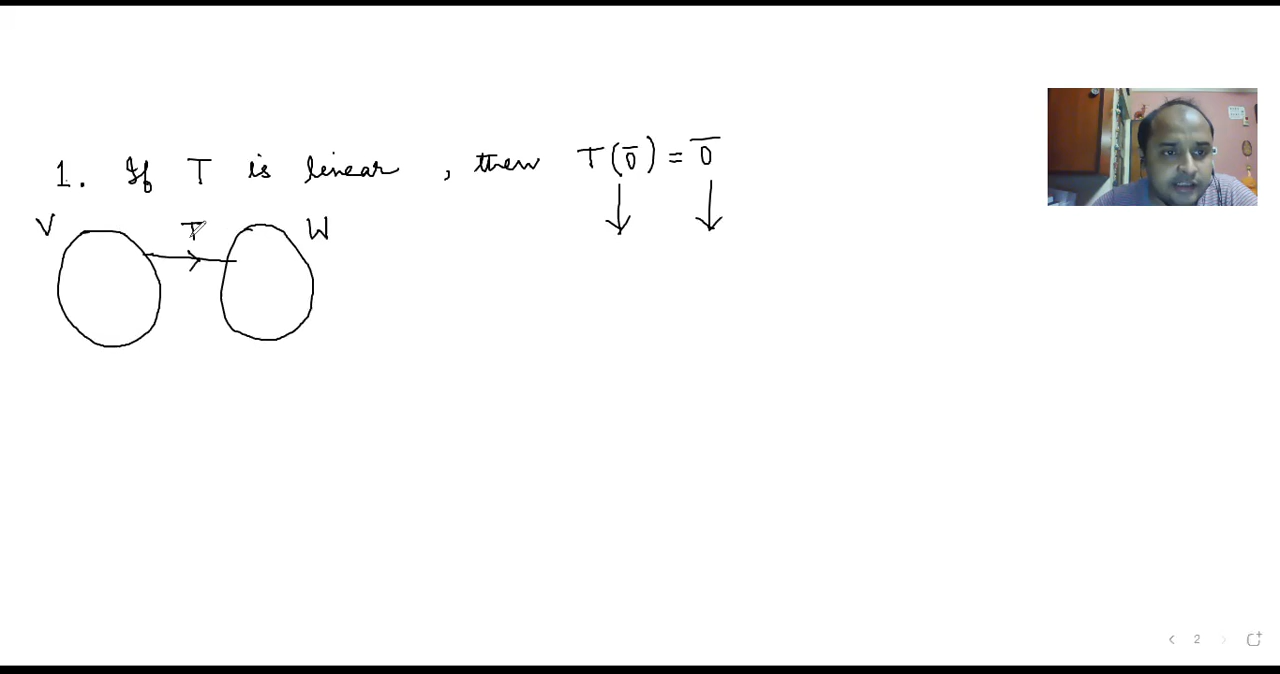 1. If T is linear, then T(0̅) = 0̅
V T W
2